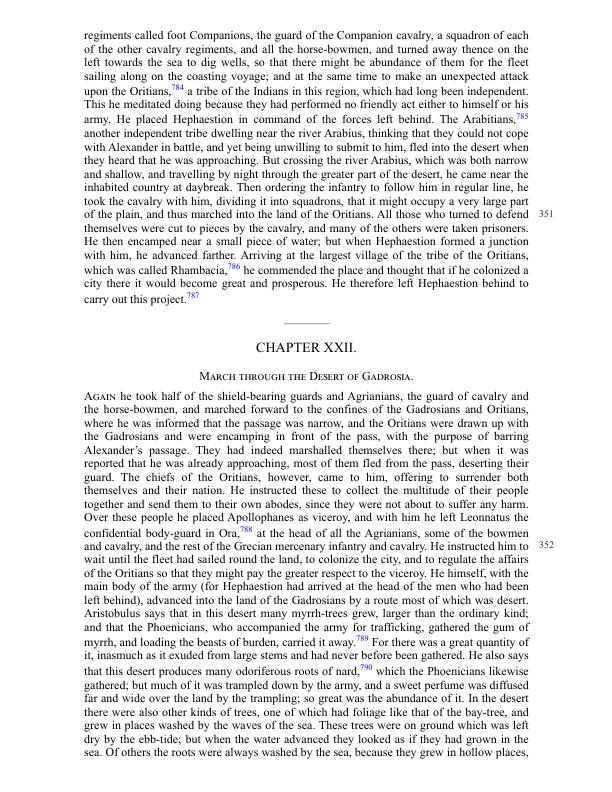 regiments called foot Companions, the guard of the Companion cavalry, a squadron of each
of the other cavalry regiments, and all the horse-bowmen, and turned away thence on the
left towards the sea to dig wells, so that there might be abundance of them for the fleet
sailing along on the coasting voyage; and at the same time to make an unexpected attack
upon the Oritians,784 a tribe of the Indians in this region, which had long been independent.
This he meditated doing because they had performed no friendly act either to himself or his
army. He placed Hephaestion in command of the forces left behind. The Arabitians,785
another independent tribe dwelling near the river Arabius, thinking that they could not cope
with Alexander in battle, and yet being unwilling to submit to him, fled into the desert when
they heard that he was approaching. But crossing the river Arabius, which was both narrow
and shallow, and travelling by night through the greater part of the desert, he came near the
inhabited country at daybreak. Then ordering the infantry to follow him in regular line, he
took the cavalry with him, dividing it into squadrons, that it might occupy a very large part
of the plain, and thus marched into the land of the Oritians. All those who turned to defend 351
themselves were cut to pieces by the cavalry, and many of the others were taken prisoners.
He then encamped near a small piece of water; but when Hephaestion formed a junction
with him, he advanced farther. Arriving at the largest village of the tribe of the Oritians,
which was called Rhambacia,786 he commended the place and thought that if he colonized a
city there it would become great and prosperous. He therefore left Hephaestion behind to
carry out this project.787
CHAPTER XXII.
March through the Desert of Gadrosia.
Again he took half of the shield-bearing guards and Agrianians, the guard of cavalry and
the horse-bowmen, and marched forward to the confines of the Gadrosians and Oritians,
where he was informed that the passage was narrow, and the Oritians were drawn up with
the Gadrosians and were encamping in front of the pass, with the purpose of barring
Alexander's passage. They had indeed marshalled themselves there; but when it was
reported that he was already approaching, most of them fled from the pass, deserting their
guard. The chiefs of the Oritians, however, came to him, offering to surrender both
themselves and their nation. He instructed these to collect the multitude of their people
together and send them to their own abodes, since they were not about to suffer any harm.
Over these people he placed Apollophanes as viceroy, and with him he left Leonnatus the
confidential body-guard in Ora,788 at the head of all the Agrianians, some of the bowmen
and cavalry, and the rest of the Grecian mercenary infantry and cavalry. He instructed him to 352
wait until the fleet had sailed round the land, to colonize the city, and to regulate the affairs
of the Oritians so that they might pay the greater respect to the viceroy. He himself, with the
main body of the army (for Hephaestion had arrived at the head of the men who had been
left behind), advanced into the land of the Gadrosians by a route most of which was desert.
Aristobulus says that in this desert many myrrh-trees grew, larger than the ordinary kind;
and that the Phoenicians, who accompanied the army for trafficking, gathered the gum of
myrrh, and loading the beasts of burden, carried it away.789 For there was a great quantity of
it, inasmuch as it exuded from large stems and had never before been gathered. He also says
that this desert produces many odoriferous roots of nard,790 which the Phoenicians likewise
gathered; but much of it was trampled down by the army, and a sweet perfume was diffused
far and wide over the land by the trampling; so great was the abundance of it. In the desert
there were also other kinds of trees, one of which had foliage like that of the bay-tree, and
grew in places washed by the waves of the sea. These trees were on ground which was left
dry by the ebb-tide; but when the water advanced they looked as if they had grown in the
sea. Of others the roots were always washed by the sea, because they grew in hollow places,